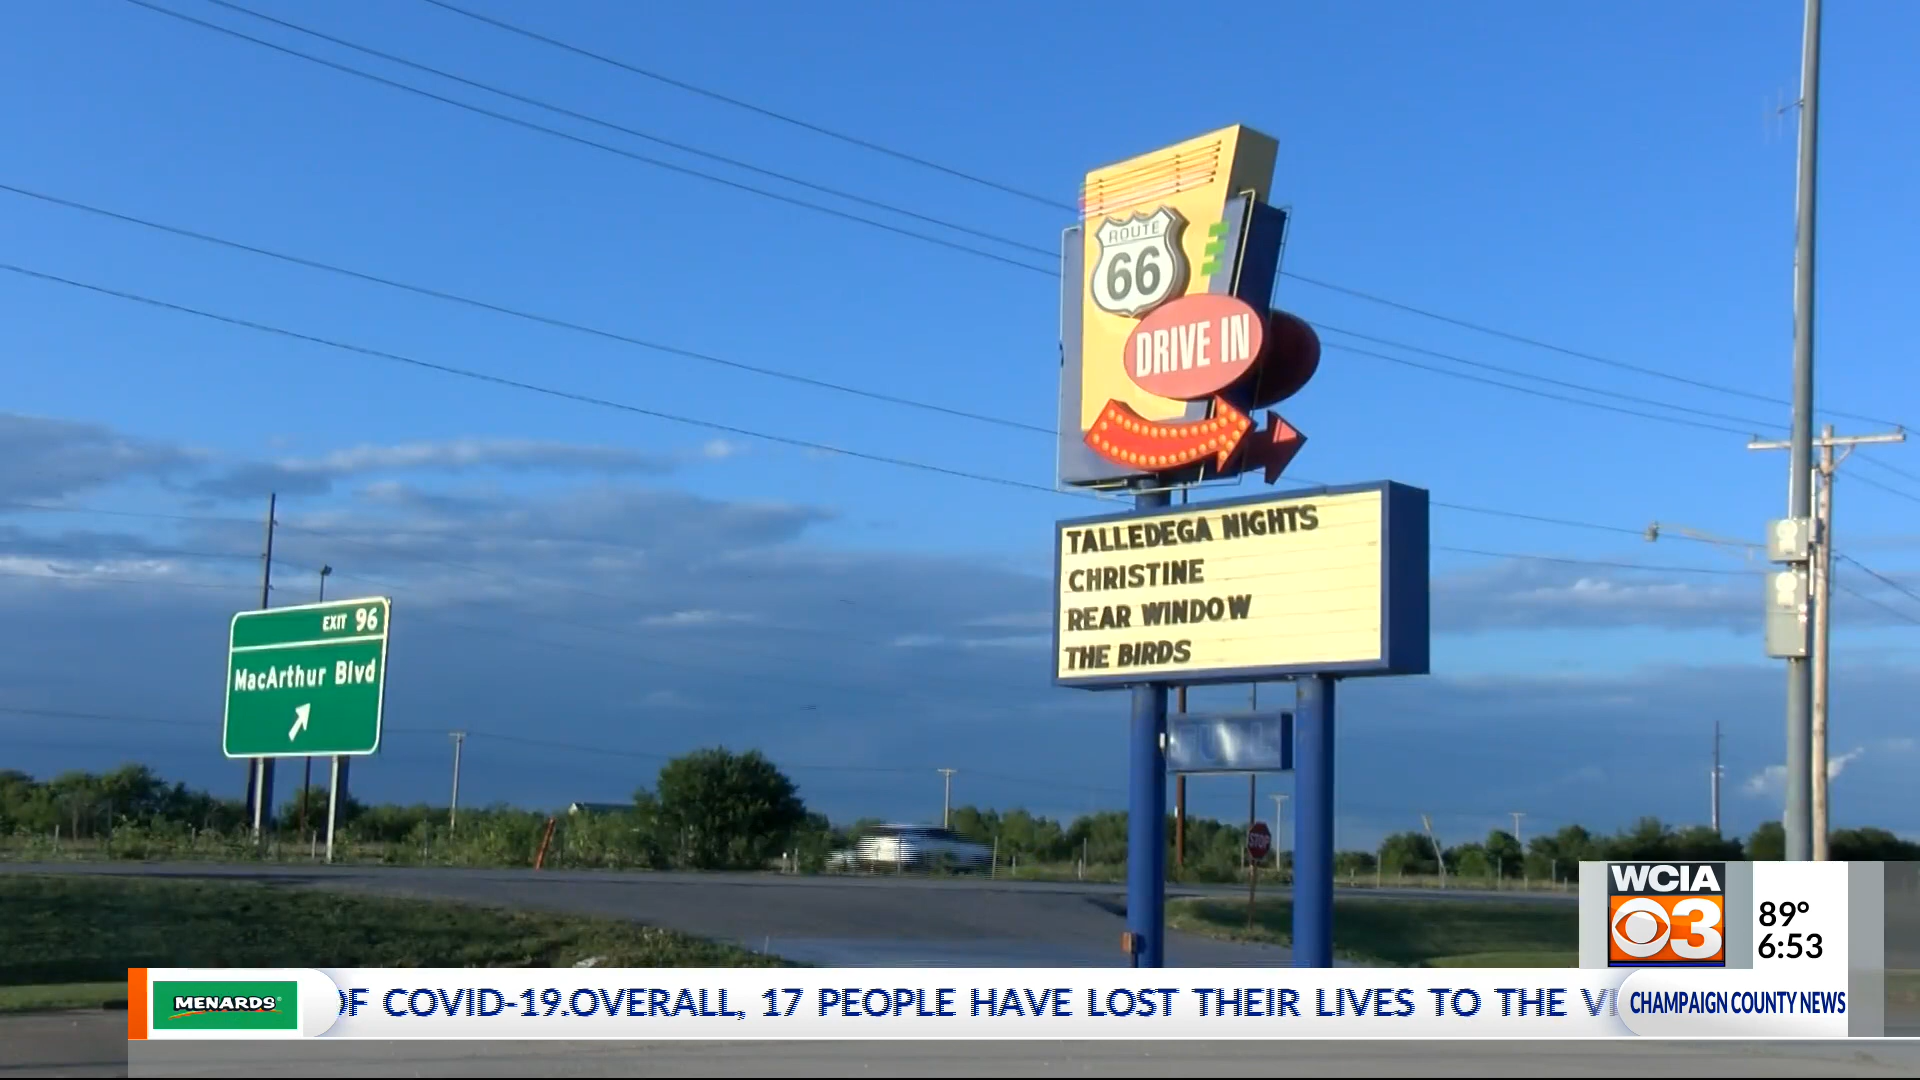 ROUTE
66
DRIVE IN
TALLEDEGA NIGHTS
CHRISTINE
REAR WINDOW
THE BIRDS
EXIT 96
MacArthur Blvd
STOP
WCIA
3
89°
6:53
MENARDS
OF COVID-19.OVERALL, 17 PEOPLE HAVE LOST THEIR LIVES TO THE
CHAMPAIGN COUNTY NEWS